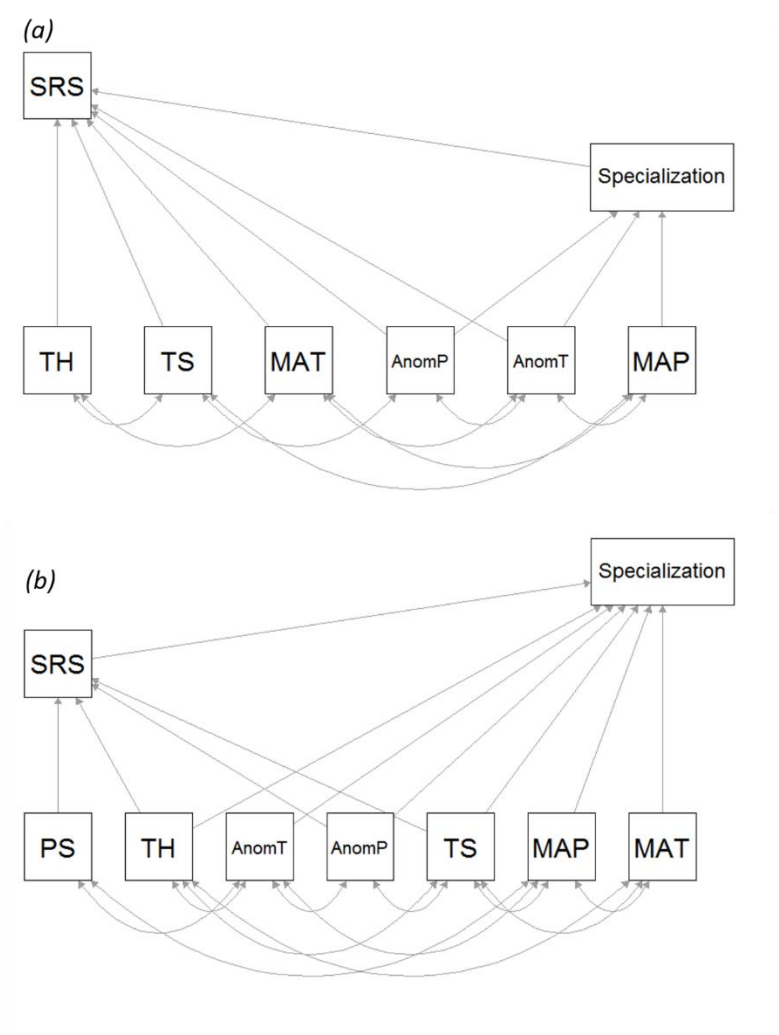 (a)
SRS
Specialization
TH TS MAT AnomP AnomT MAP
(b)
Specialization
SRS
PS TH AnomT AnomP TS MAP MAT